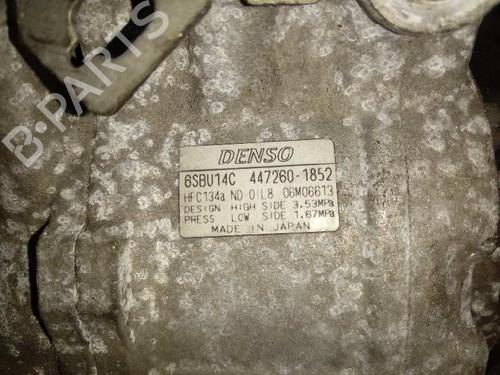 B-PARTS
DENSO
6SBU14C 447260-1852
HFC134a ND-OIL8 06M06613
DESIGN HIGH SIDE 3.53MPa
PRESS LOW SIDE 1.67MPa
MADE IN JAPAN